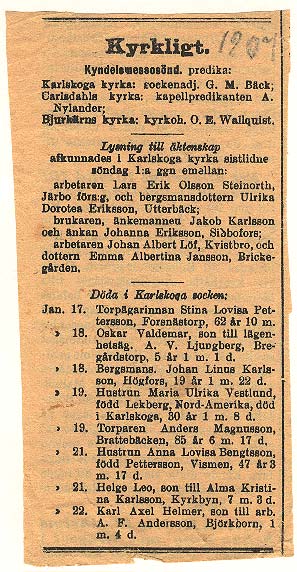 Kyrkligt.
1907
Kyndelsmessosönd. predika:
Karlskoga kyrka: sockenadj. G. M. Bäck;
Carlsdahls kyrka: kapellpredikanten A.
Nylander;
Bjurkärns kyrka: kyrkoh. O. E. Wallquist.
Lysning till äktenskap
afkunnades i Karlskoga kyrka sistlidne
söndag 1:a ggn emellan:
arbetaren Lars Erik Olsson Steinorth,
Järbo förs:g, och bergsmansdottern Ulrika
Dorotea Eriksson, Utterbäck;
brukaren, änkemannen Jakob Karlsson
och änkan Johanna Eriksson, Sibbofors;
arbetaren Johan Albert Löf, Kvistbro, och
dottern Emma Albertina Jansson, Bricke-
gården.
Döda i Karlskoga socken:
Jan. 17. Torpägarinnan Stina Lovisa Pet-
tersson, Forsnästorp, 62 år 10 m.
» 18. Oskar Valdemar, son till lägen-
hetsäg. A. V. Ljungberg, Bre-
gårdstorp, 5 år 1 m. 1 d.
» 18. Bergsmans. Johan Linus Karls-
son, Högfors, 19 år 1 m. 22 d.
» 19. Hustrun Maria Ulrika Vestlund,
född Lekberg, Nord-Amerika, död
i Karlskoga, 30 år 1 m. 8 d.
» 19. Torparen Anders Magnusson,
Brattebäcken, 85 år 6 m. 17 d.
» 21. Hustrun Anna Lovisa Bengtsson,
född Pettersson, Vismen, 47 år 3
m. 17 d.
» 21. Helge Leo, son till Alma Kristi-
na Karlsson, Kyrkbyn, 7 m. 3 d.
» 22. Karl Axel Helmer, son till arb.
A. F. Andersson, Björkborn, 1
m. 4 d.